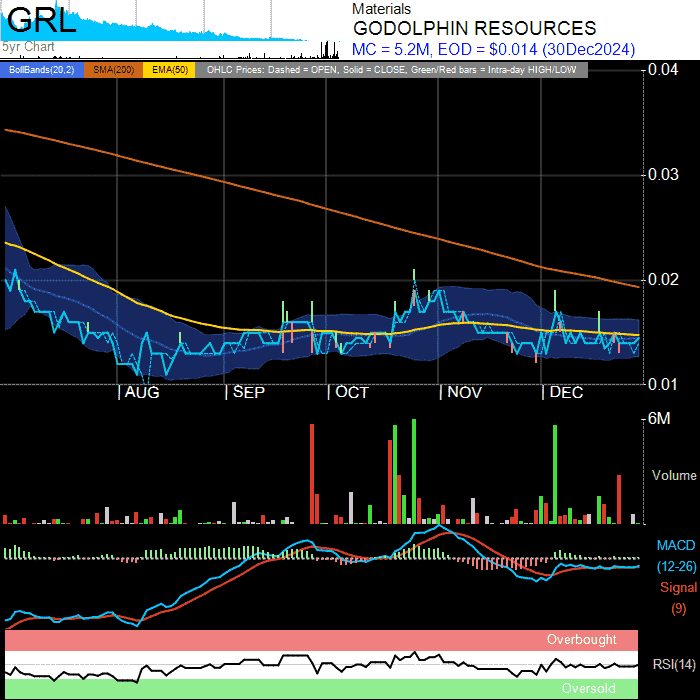 GRL
5yr Chart
Materials
GODOLPHIN RESOURCES
MC = 5.2M, EOD = $0.014 (30Dec2024)
BollBands(20,2) SMA(200) EMA(50) OHLC Prices: Dashed = OPEN, Solid = CLOSE, Green/Red bars = Intra-day HIGH/LOW
0.04
0.03
0.02
0.01
AUG SEP OCT NOV DEC
6M
Volume
MACD
(12-26)
Signal
(9)
Overbought
RSI(14)
Oversold